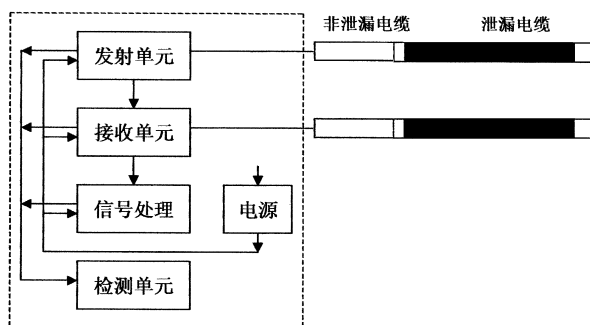 非泄漏电缆 泄漏电缆
发射单元
接收单元
信号处理
电源
检测单元